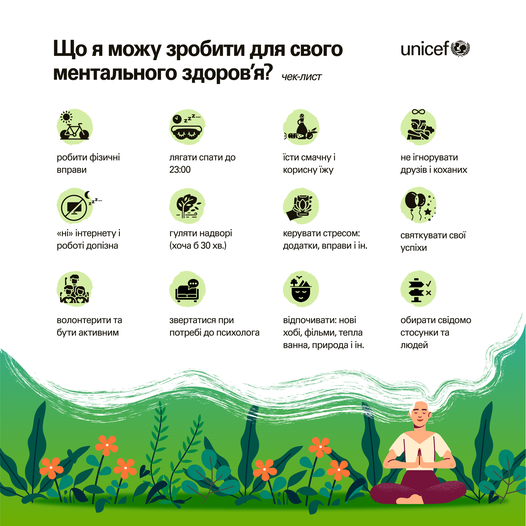 Що я можу зробити для свого
ментального здоров'я? чек-лист
unicef
робити фізичні
вправи
лягати спати до
23:00
їсти смачну і
корисну їжу
не ігнорувати
друзів і коханих
«ні» інтернету і
роботі допізна
гуляти надворі
(хоча б 30 хв.)
керувати стресом:
додатки, вправи і ін.
святкувати свої
успіхи
волонтерити та
бути активним
звертатися при
потребі до психолога
відпочивати: нові
хобі, фільми, тепла
ванна, природа і ін.
обирати свідомо
стосунки та
людей